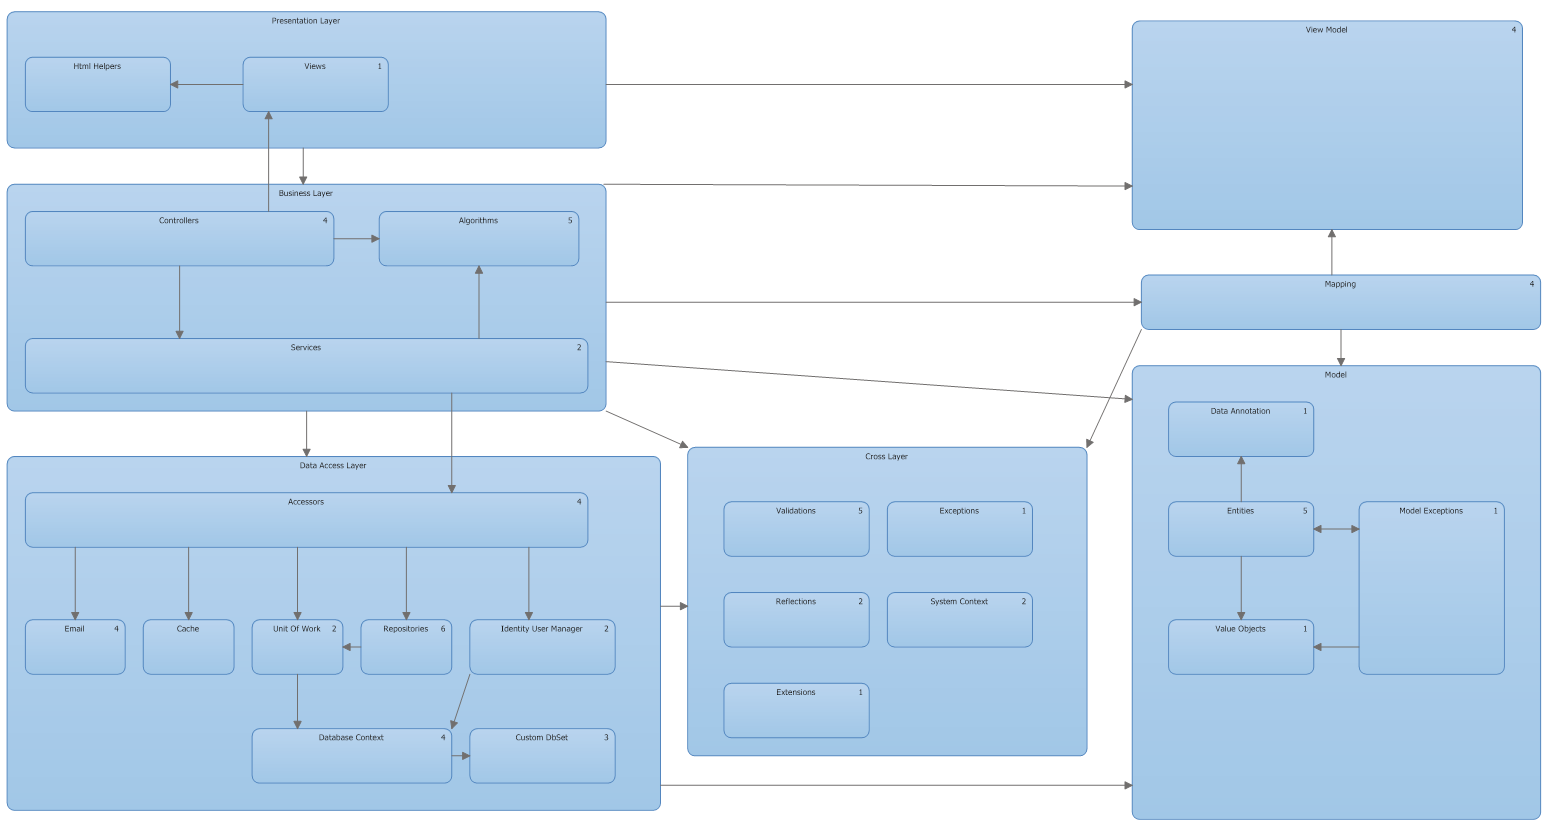 Presentation Layer
Html Helpers
Views 1
Business Layer
Controllers 4
Algorithms 5
Services 2
Data Access Layer
Accessors 4
Email 4
Cache
Unit Of Work 2
Repositories 6
Identity User Manager 2
Database Context 4
Custom DbSet 3
Cross Layer
Validations 5
Exceptions 1
Reflections 2
System Context 2
Extensions 1
View Model 4
Mapping 4
Model
Data Annotation 1
Entities 5
Model Exceptions 1
Value Objects 1